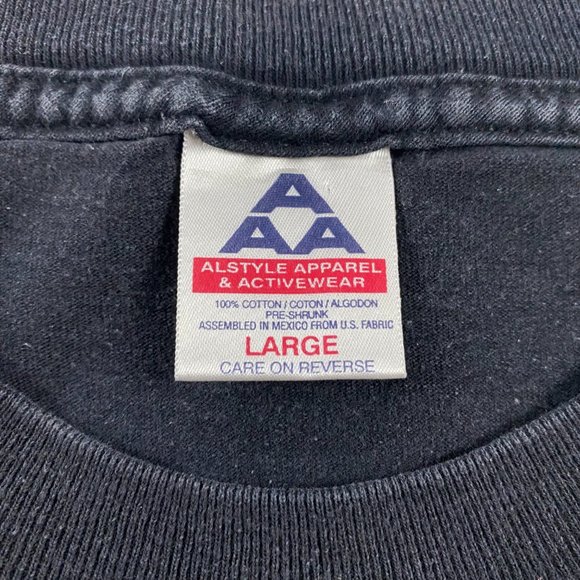 A
AAA
ALSTYLE APPAREL
& ACTIVEWEAR
100% COTTON / COTON / ALGODON
PRE-SHRUNK
ASSEMBLED IN MEXICO FROM U.S. FABRIC
LARGE
CARE ON REVERSE